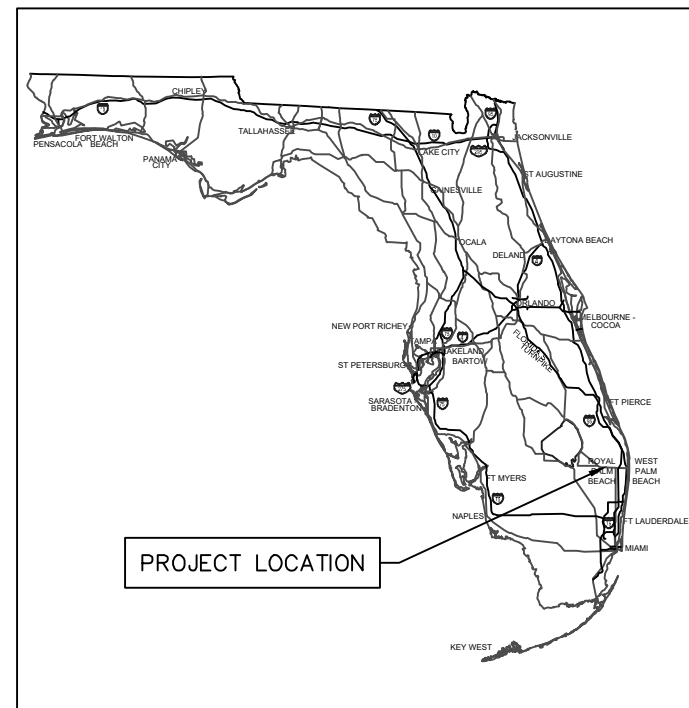 CHIPLEY
FORT WALTON
BEACH
PENSACOLA
PANAMA
CITY
TALLAHASSEE
LAKE CITY
JACKSONVILLE
ST AUGUSTINE
GAINESVILLE
OCALA
DAYTONA BEACH
DELAND
ORLANDO
MELBOURNE -
COCOA
NEW PORT RICHEY
TAMPA
LAKELAND
BARTOW
ST PETERSBURG
FLORIDA'S
TURNPIKE
SARASOTA
BRADENTON
FT PIERCE
ROYAL
PALM
BEACH
WEST
PALM
BEACH
FT MYERS
NAPLES
FT LAUDERDALE
MIAMI
PROJECT LOCATION
KEY WEST